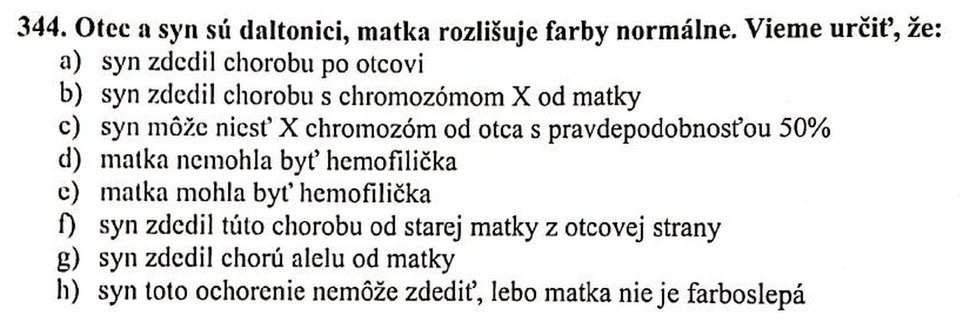 344. Otec a syn sú daltonici, matka rozlišuje farby normálne. Vieme určiť, že:
a) syn zdedil chorobu po otcovi
b) syn zdedil chorobu s chromozómom X od matky
c) syn môže niesť X chromozóm od otca s pravdepodobnosťou 50%
d) matka nemohla byť hemofilička
e) matka mohla byť hemofilička
f) syn zdedil túto chorobu od starej matky z otcovej strany
g) syn zdedil chorú alelu od matky
h) syn toto ochorenie nemôže zdediť, lebo matka nie je farboslepá